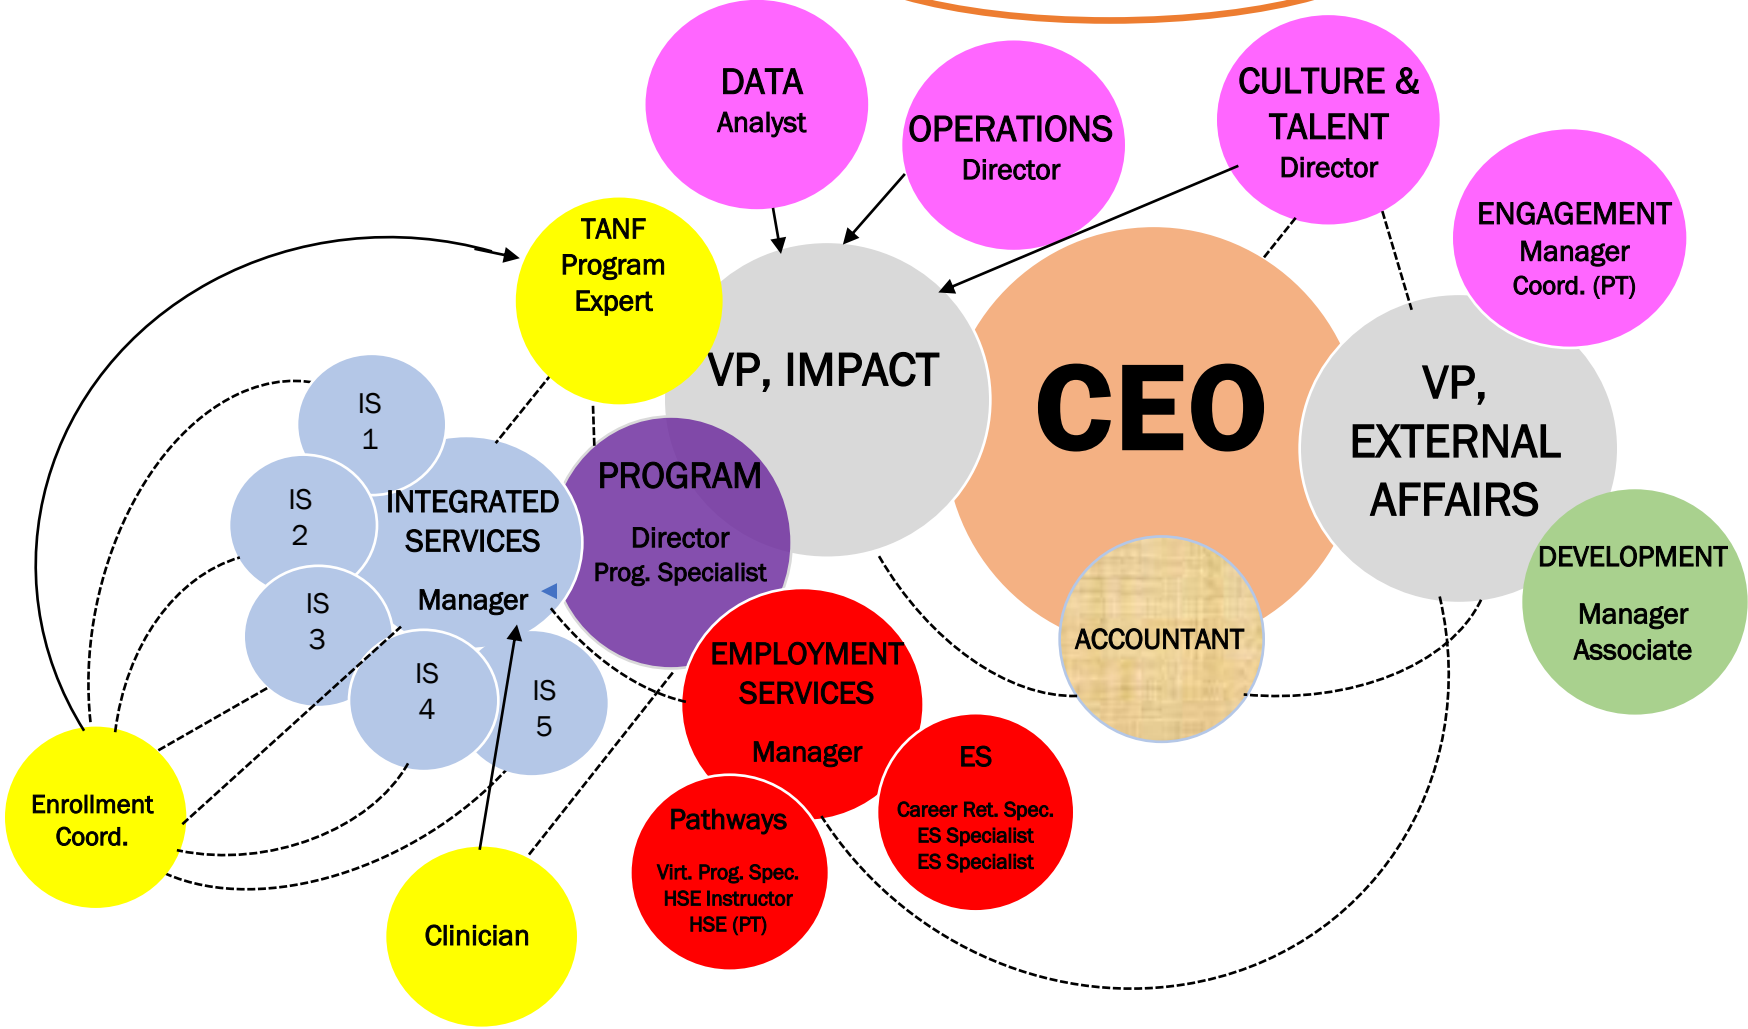 DATA
Analyst
OPERATIONS
Director
CULTURE &
TALENT
Director
ENGAGEMENT
Manager
Coord. (PT)
TANF
Program
Expert
VP, IMPACT
CEO
VP,
EXTERNAL
AFFAIRS
IS
1
IS
2
IS
3
IS
4
IS
5
INTEGRATED
SERVICES
Manager
PROGRAM
Director
Prog. Specialist
DEVELOPMENT
Manager
Associate
ACCOUNTANT
EMPLOYMENT
SERVICES
Manager
ES
Career Ret. Spec.
ES Specialist
ES Specialist
Pathways
Virt. Prog. Spec.
HSE Instructor
HSE (PT)
Enrollment
Coord.
Clinician